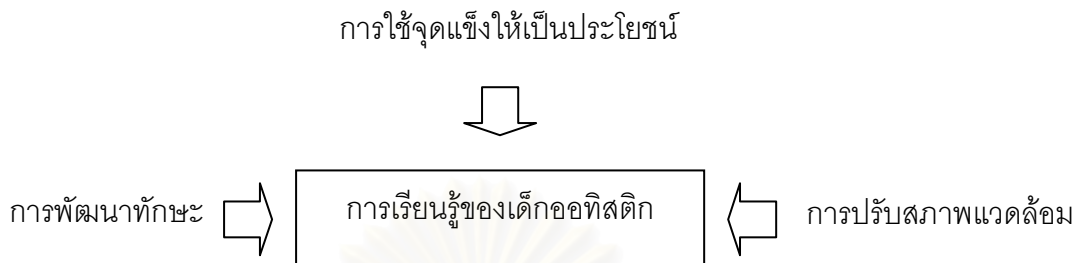 การใช้จุดแข็งให้เป็นประโยชน์
การพัฒนาทักษะ การเรียนรู้ของเด็กออทิสติก การปรับสภาพแวดล้อม